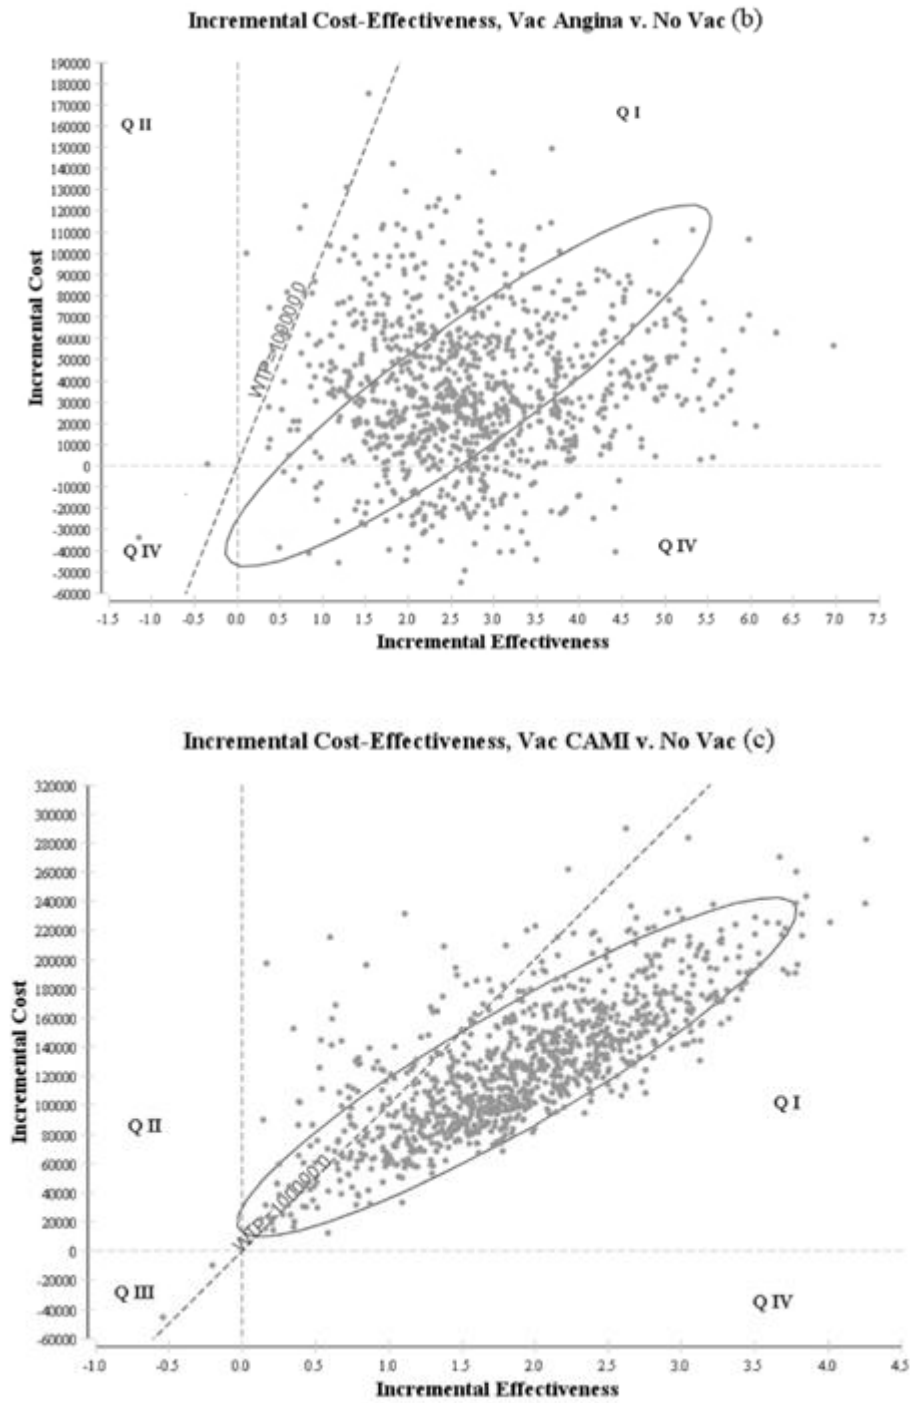 Incremental Cost-Effectiveness, Vac Angina v. No Vac (b)
190000
180000
170000
160000
150000
140000
130000
120000
110000
100000
90000
80000
70000
60000
50000
40000
30000
20000
10000
0
-10000
-20000
-30000
-40000
-50000
-60000
Incremental Cost
Q II
Q I
WTP=100000.0
Q IV
Q IV
-1.5 -1.0 0.0 0.5 1.0 1.5 2.0 2.5 3.0 3.5 4.0 4.5 5.0 5.5 6.0 6.5 7.0 7.5
Incremental Effectiveness
Incremental Cost-Effectiveness, Vac CAMI v. No Vac (c)
320000
300000
280000
260000
240000
220000
200000
180000
160000
140000
120000
100000
80000
60000
40000
20000
0
-20000
-40000
-60000
Incremental Cost
Q II
Q I
WTP=100000.0
Q III
Q IV
-1.0 -0.5 0.0 0.5 1.0 1.5 2.0 2.5 3.0 3.5 4.0 4.5
Incremental Effectiveness